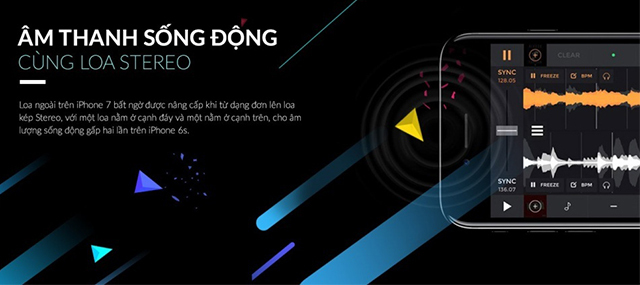 ÂM THANH SỐNG ĐỘNG
CÙNG LOA STEREO
Loa ngoài trên iPhone 7 bất ngờ được nâng cấp khi từ dạng đơn lên loa
kép Stereo, với một loa nằm ở cạnh đáy và một nằm ở cạnh trên, cho âm
lượng sống động gấp hai lần trên iPhone 6s.
CLEAR
SYNC
128.05
FREEZE
BPM
SYNC
136.07
FREEZE
BPM